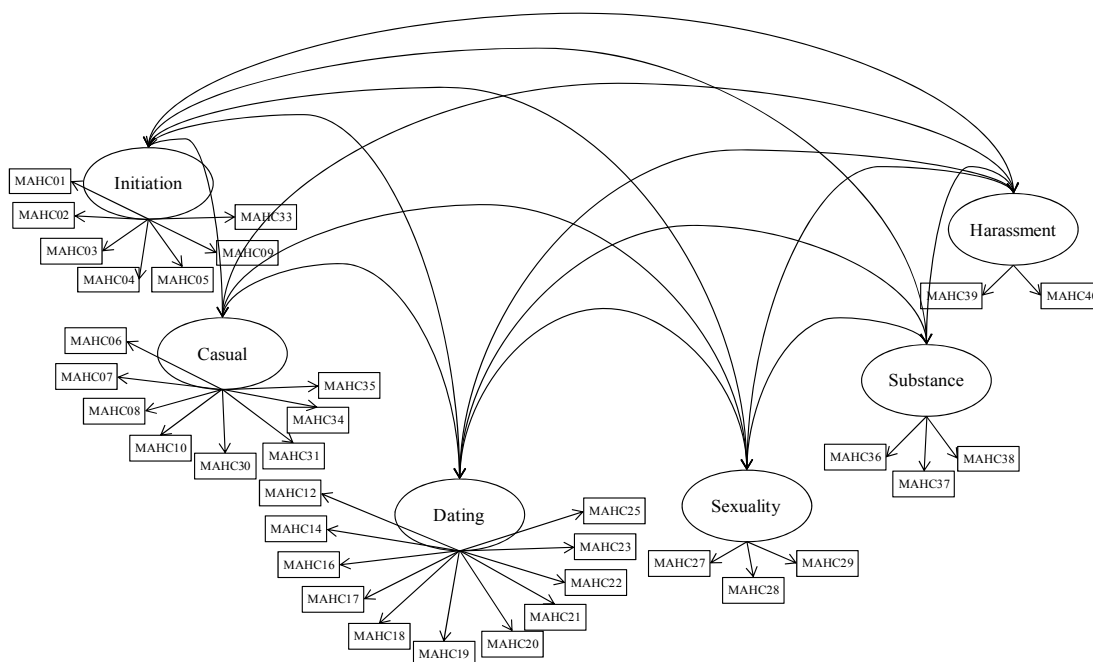 Initiation
MAHC01
MAHC02
MAHC03
MAHC04
MAHC05
MAHC09
MAHC33
Casual
MAHC06
MAHC07
MAHC08
MAHC10
MAHC30
MAHC31
MAHC34
MAHC35
Dating
MAHC12
MAHC14
MAHC16
MAHC17
MAHC18
MAHC19
MAHC20
MAHC21
MAHC22
MAHC23
MAHC25
Sexuality
MAHC27
MAHC28
MAHC29
Substance
MAHC36
MAHC37
MAHC38
Harassment
MAHC39
MAHC40